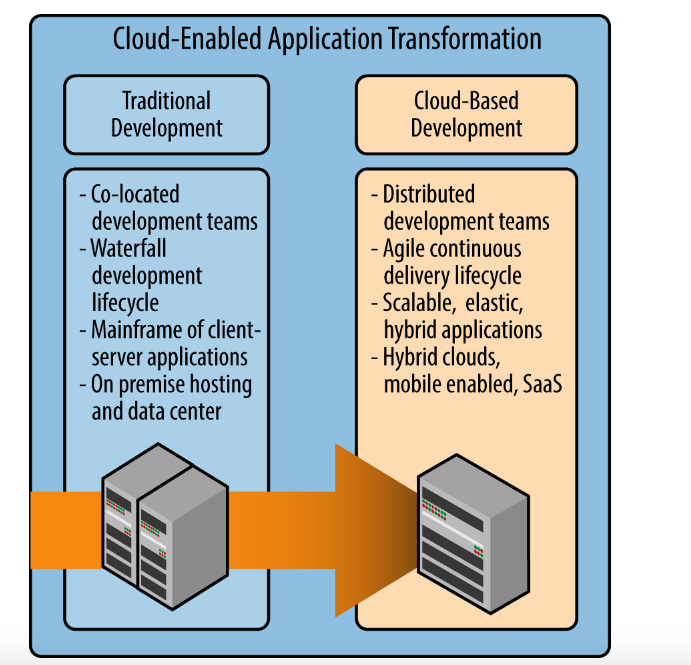 Cloud-Enabled Application Transformation
Traditional
Development
- Co-located
development teams
- Waterfall
development
lifecycle
- Mainframe of client-
server applications
- On premise hosting
and data center
Cloud-Based
Development
- Distributed
development teams
- Agile continuous
delivery lifecycle
- Scalable, elastic,
hybrid applications
- Hybrid clouds,
mobile enabled, SaaS